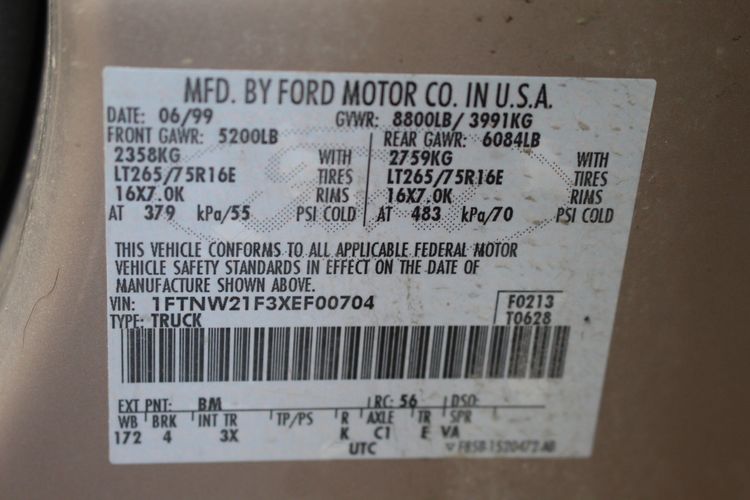 MFD. BY FORD MOTOR CO. IN U.S.A.
DATE: 06/99 GVWR: 8800LB/ 3991KG
FRONT GAWR: 5200LB REAR GAWR: 6084LB
2358KG WITH 2759KG WITH
LT265/75R16E TIRES LT265/75R16E TIRES
16X7.0K RIMS 16X7.0K RIMS
AT 379 kPa/55 PSI COLD AT 483 kPa/70 PSI COLD
THIS VEHICLE CONFORMS TO ALL APPLICABLE FEDERAL MOTOR
VEHICLE SAFETY STANDARDS IN EFFECT ON THE DATE OF
MANUFACTURE SHOWN ABOVE.
VIN: 1FTNW21F3XEF00704 F0213
TYPE: TRUCK T0628
EXT PNT: BM RC: 56 DSO:
WB BRK INT TR TP/PS R AXLE TR SPR
172 4 3X K C1 E VA
UTC F85B-1520472-AB